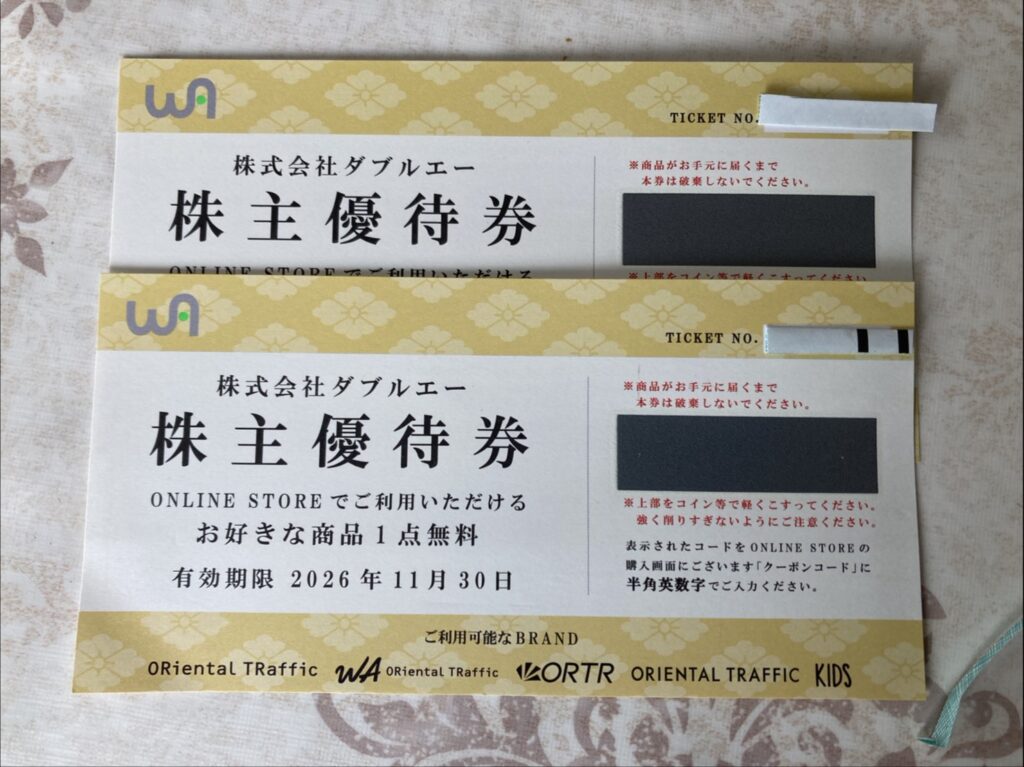 WA
TICKET NO.
株式会社ダブルエー
株主優待券
ONLINE STOREでご利用いただける
※商品がお手元に届くまで
本券は破棄しないでください。
※上部をコイン等で軽くこすってください。
WA
TICKET NO.
株式会社ダブルエー
株主優待券
ONLINE STOREでご利用いただける
お好きな商品1点無料
有効期限 2026年11月30日
※商品がお手元に届くまで
本券は破棄しないでください。
※上部をコイン等で軽くこすってください。
強く削りすぎないようにご注意ください。
表示されたコードをONLINE STOREの
購入画面にございます「クーポンコード」に
半角英数字でご入力ください。
ご利用可能なBRAND
ORiental TRaffic WA ORiental TRaffic ORTR ORIENTAL TRAFFIC KIDS